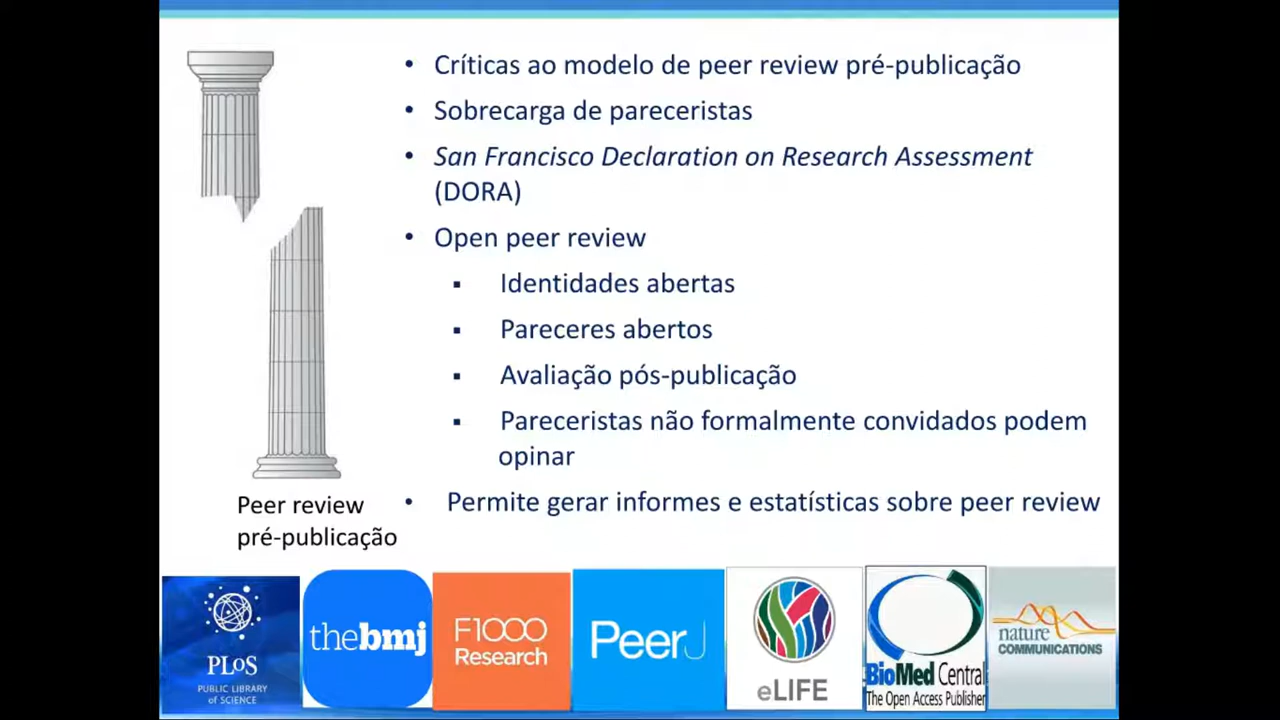 Críticas ao modelo de peer review pré-publicação
Sobrecarga de pareceristas
San Francisco Declaration on Research Assessment
(DORA)
Open peer review
Identidades abertas
Pareceres abertos
Avaliação pós-publicação
Pareceristas não formalmente convidados podem
opinar
Permite gerar informes e estatísticas sobre peer review
Peer review
pré-publicação
PLoS
PUBLIC LIBRARY
of SCIENCE
thebmj
F1000
Research
PeerJ
eLIFE
BioMed Central
The Open Access Publisher
nature
COMMUNICATIONS